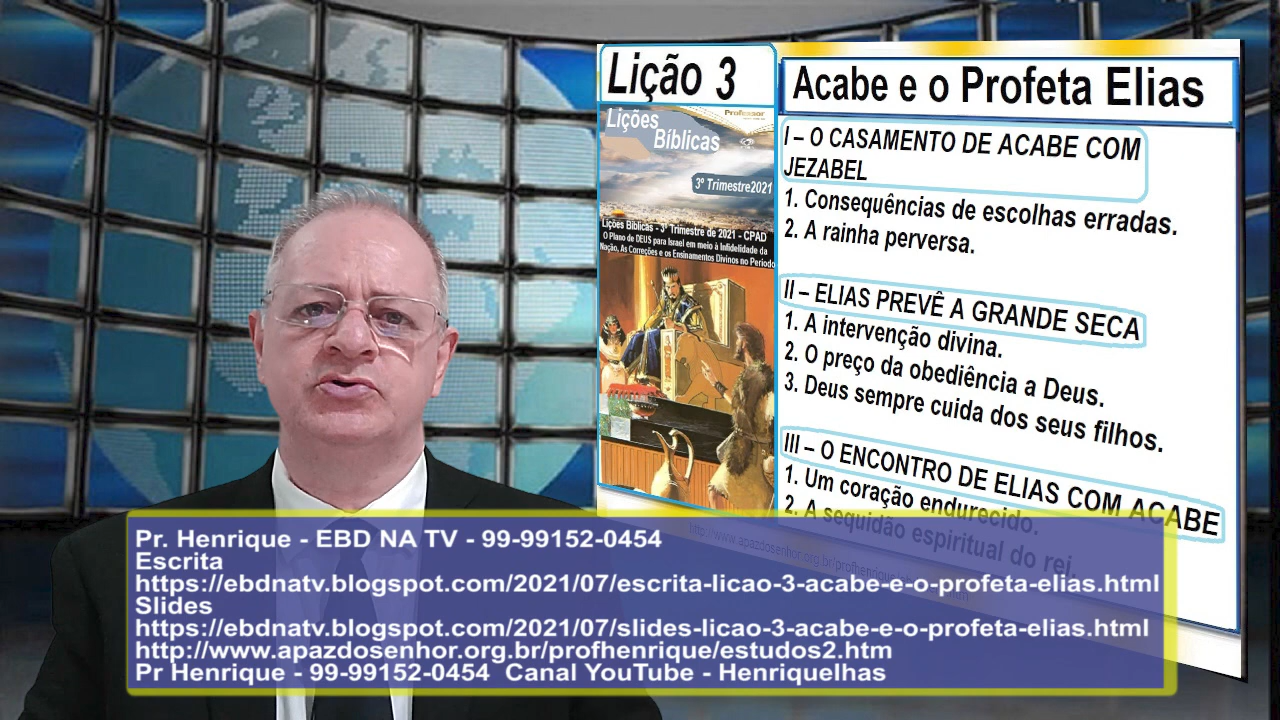 Lição 3
Lições
Bíblicas
Professor
3º Trimestre2021
Lições Bíblicas - 3º Trimestre de 2021 - CPAD
O Plano de DEUS para Israel em meio à Infidelidade da
Nação, As Correções e os Ensinamentos Divinos no Período
Acabe e o Profeta Elias
I – O CASAMENTO DE ACABE COM
JEZABEL
1. Consequências de escolhas erradas.
2. A rainha perversa.
II – ELIAS PREVÊ A GRANDE SECA
1. A intervenção divina.
2. O preço da obediência a Deus.
3. Deus sempre cuida dos seus filhos.
III – O ENCONTRO DE ELIAS COM ACABE
1. Um coração endurecido.
2. A sequidão espiritual do rei.
Pr. Henrique - EBD NA TV - 99-99152-0454
Escrita
https://ebdnatv.blogspot.com/2021/07/escrita-licao-3-acabe-e-o-profeta-elias.html
Slides
https://ebdnatv.blogspot.com/2021/07/slides-licao-3-acabe-e-o-profeta-elias.html
http://www.apazdosenhor.org.br/profhenrique/estudos2.htm
Pr Henrique - 99-99152-0454 Canal YouTube - Henriquelhas